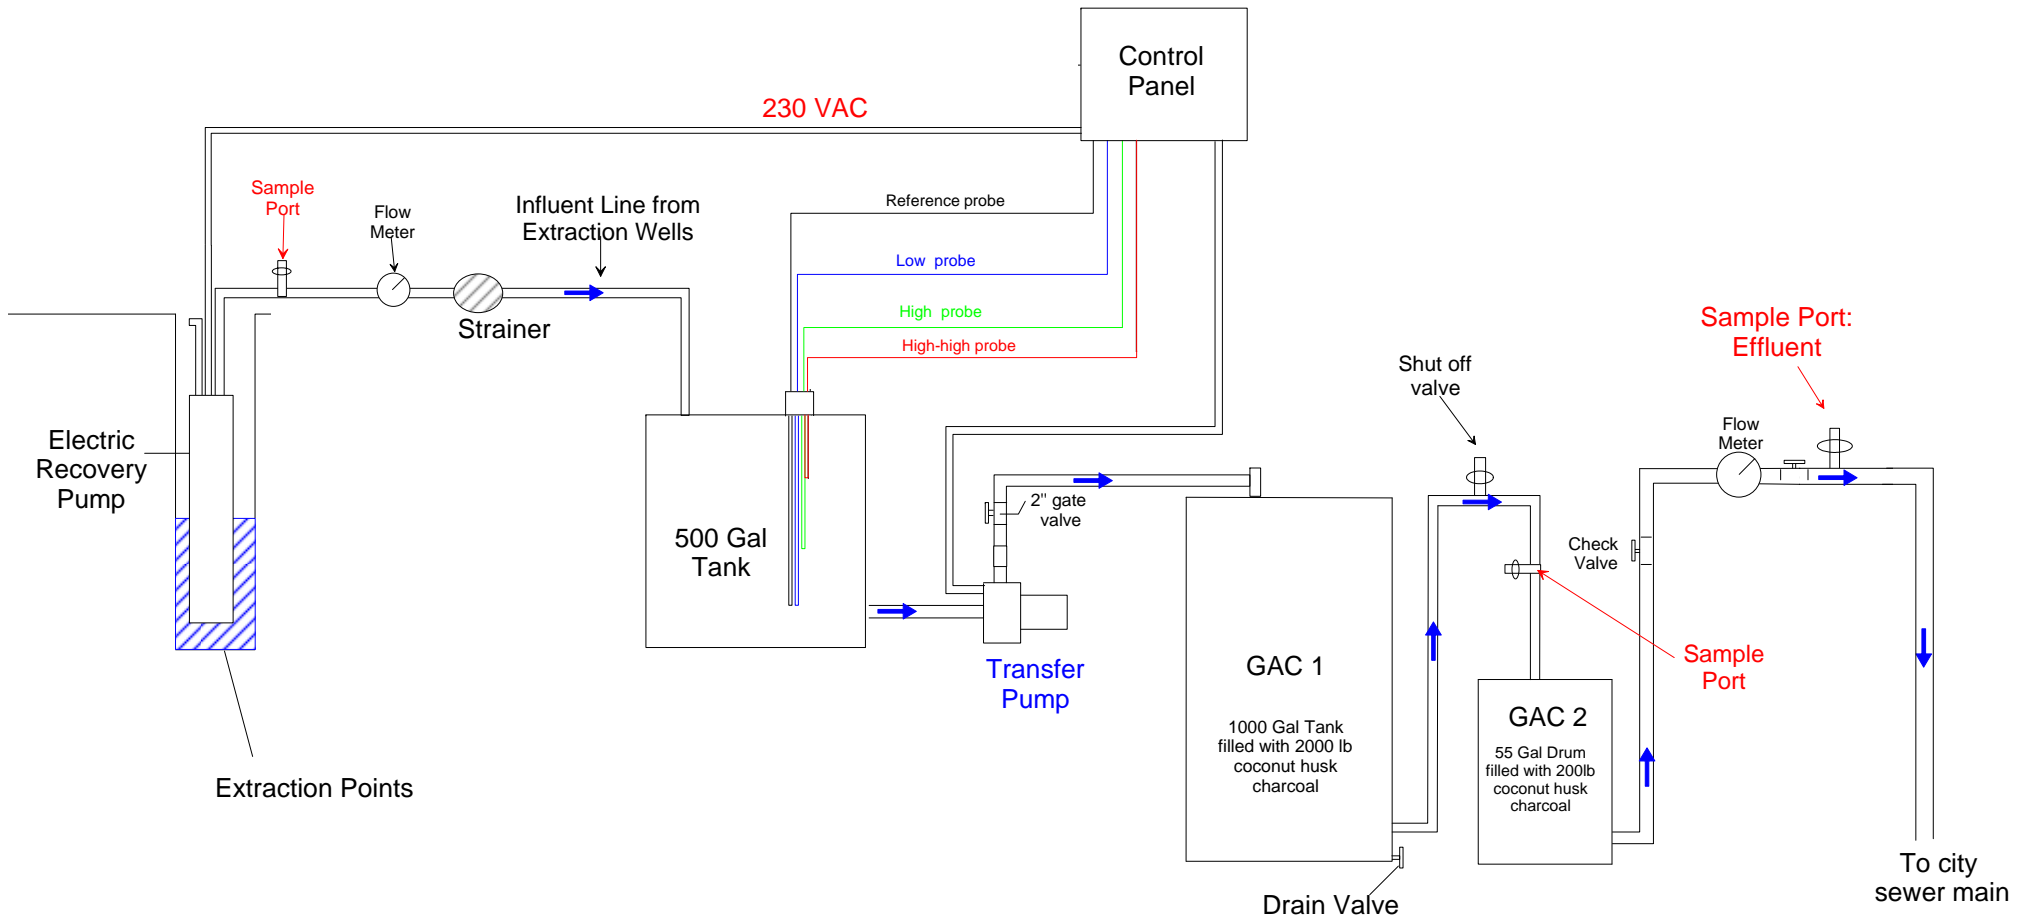 Control
Panel
230 VAC
Sample
Port
Flow
Meter
Influent Line from
Extraction Wells
Reference probe
Low  probe
High  probe
High-high probe
Strainer
Electric
Recovery
Pump
500 Gal
Tank
2" gate
valve
Transfer
Pump
Extraction Points
GAC 1
1000 Gal Tank
filled with 2000 lb
coconut husk
charcoal
Drain Valve
Shut off
valve
GAC 2
55 Gal Drum
filled with 200lb
coconut husk
charcoal
Check
Valve
Sample
Port
Flow
Meter
Sample Port:
Effluent
To city
sewer main